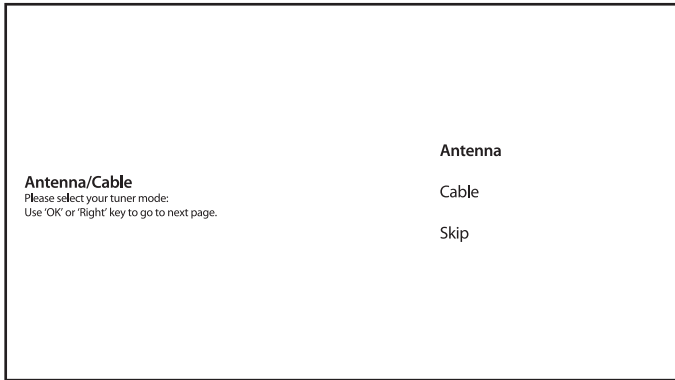 Antenna/Cable
Please select your tuner mode:
Use ‘OK’ or ‘Right’ key to go to next page.
Antenna
Cable
Skip